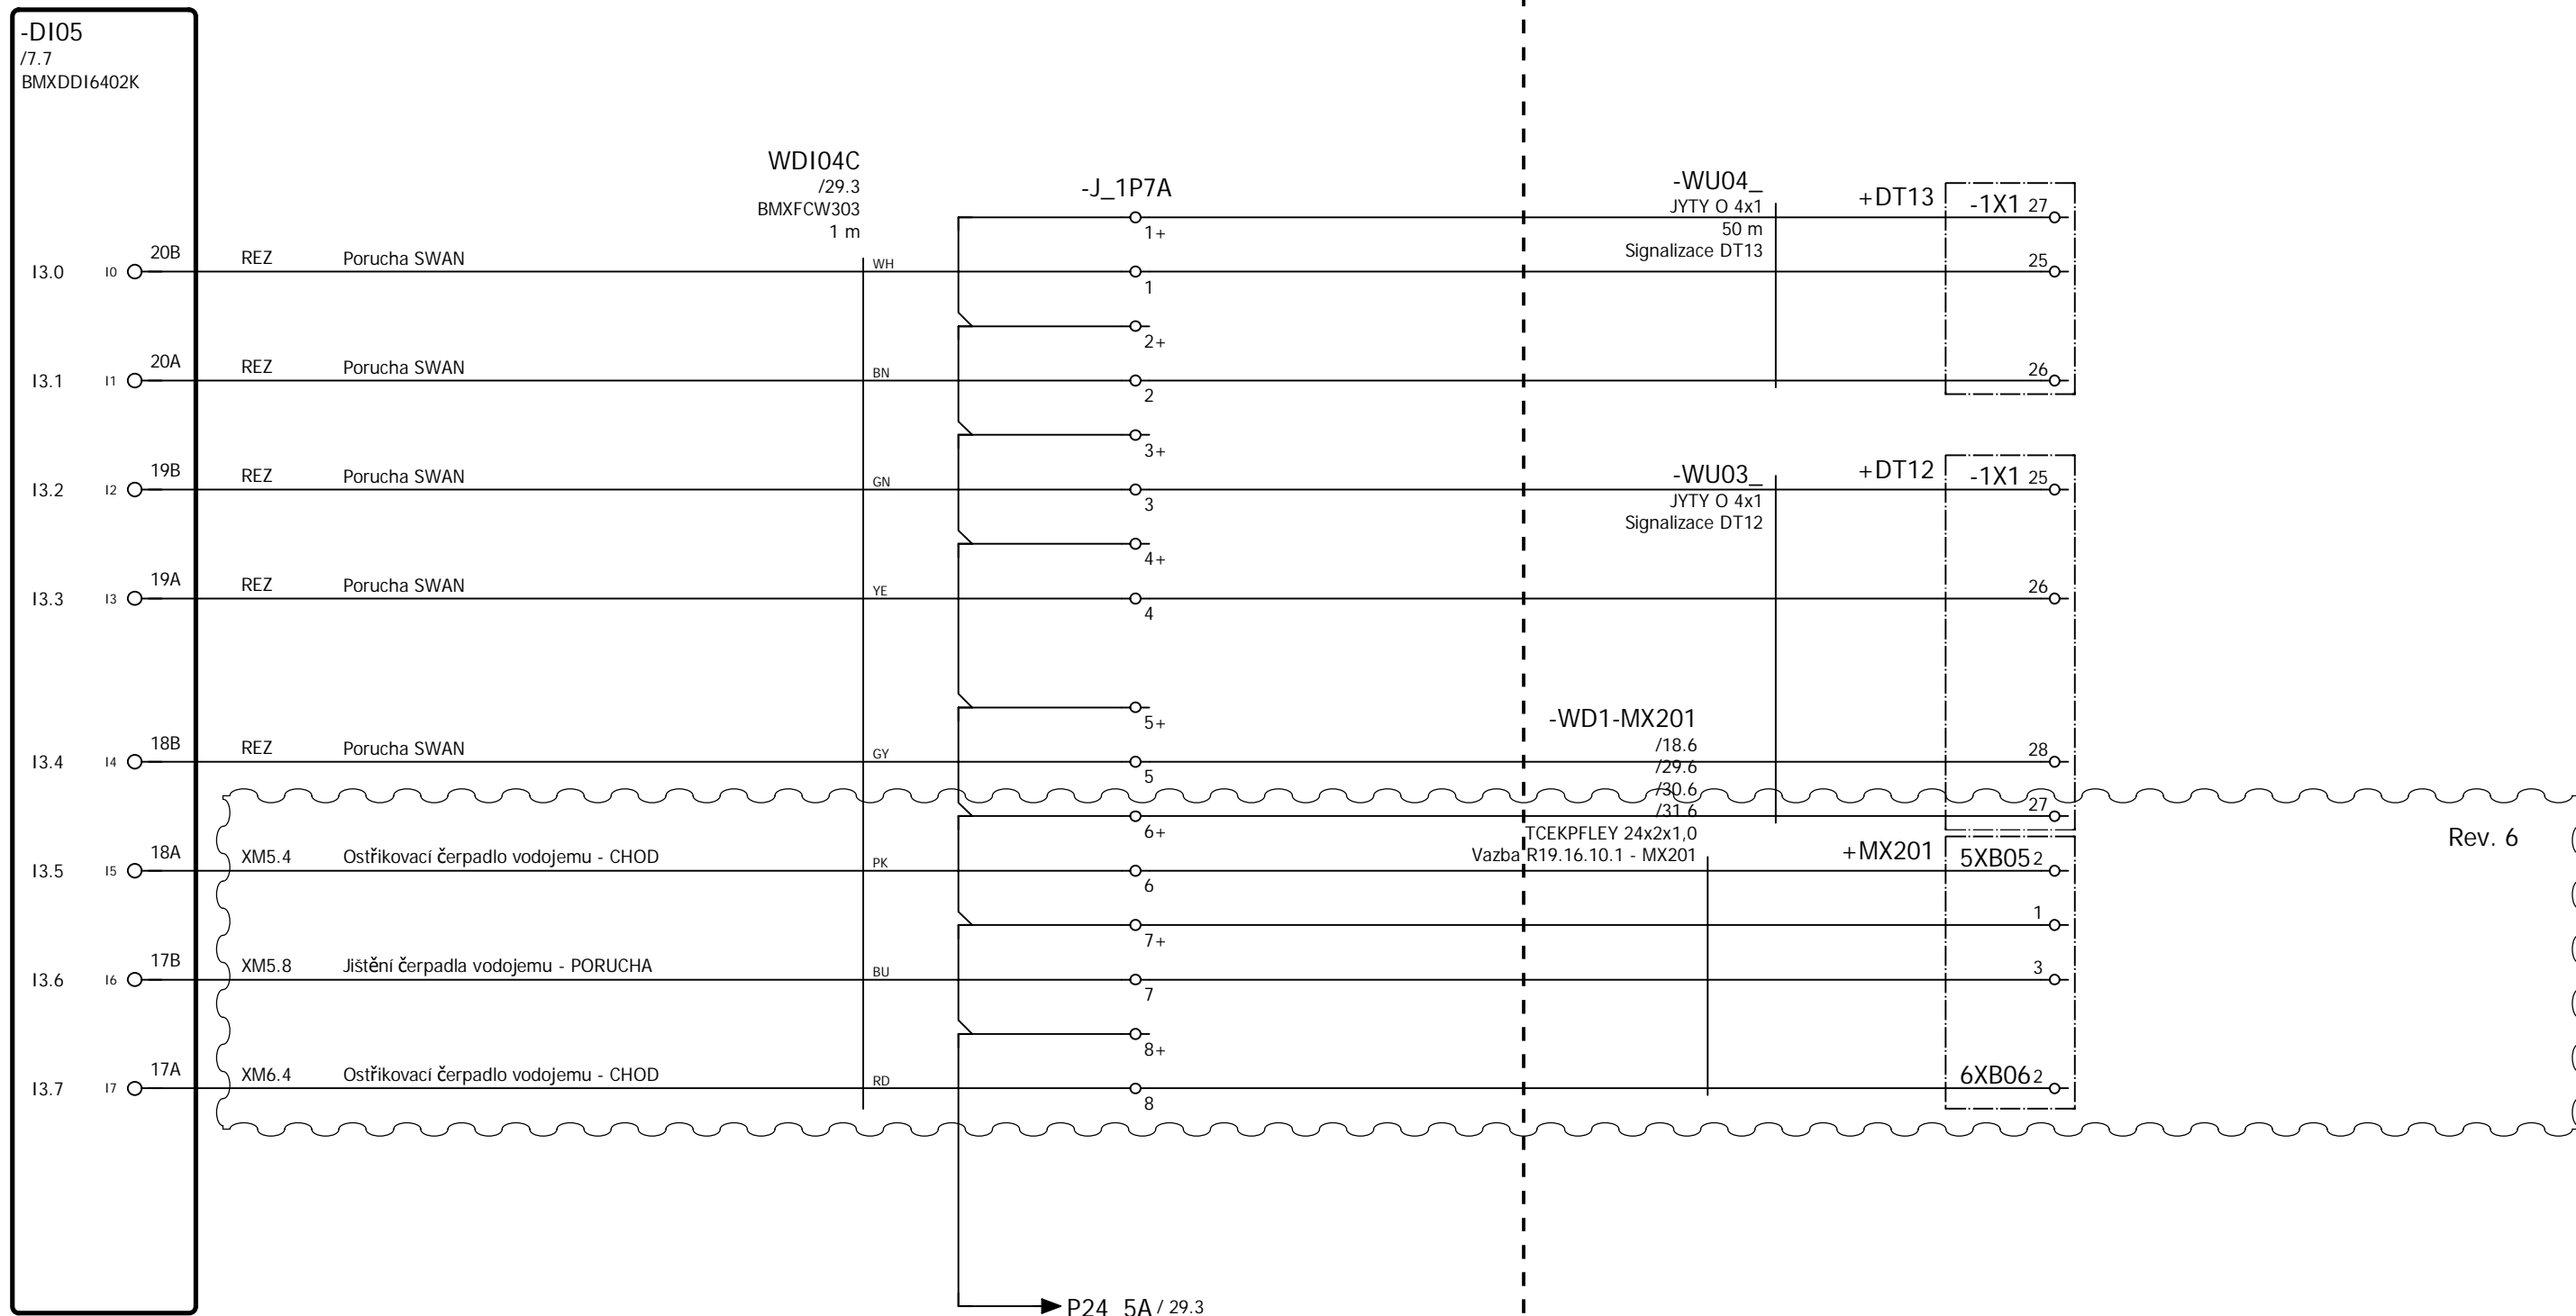 -DI05
/7.7
BMXDDI6402K
WDI04C
/29.3
BMXFCW303
1 m
-J_1P7A
-WU04_
JYTY O 4x1
50 m
Signalizace DT13
+DT13
-1X1 27
1+
I3.0 I0 20B REZ Porucha SWAN WH 1 25
2+
I3.1 I1 20A REZ Porucha SWAN BN 2 26
3+
-WU03_
JYTY O 4x1
Signalizace DT12
+DT12
-1X1 25
I3.2 I2 19B REZ Porucha SWAN GN 3
4+
I3.3 I3 19A REZ Porucha SWAN YE 4 26
5+
-WD1-MX201
/18.6
/29.6
/30.6
/31.6
TCEKPFLEY 24x2x1,0
Vazba R19.16.10.1 - MX201
I3.4 I4 18B REZ Porucha SWAN GY 5 28
6+ 27
Rev. 6
+MX201
5XB05 2
I3.5 I5 18A XM5.4 Ostřikovací čerpadlo vodojemu - CHOD PK 6
7+ 1
I3.6 I6 17B XM5.8 Jištění čerpadla vodojemu - PORUCHA BU 7 3
8+
I3.7 I7 17A XM6.4 Ostřikovací čerpadlo vodojemu - CHOD RD 8 6XB06 2
P24_5A / 29.3